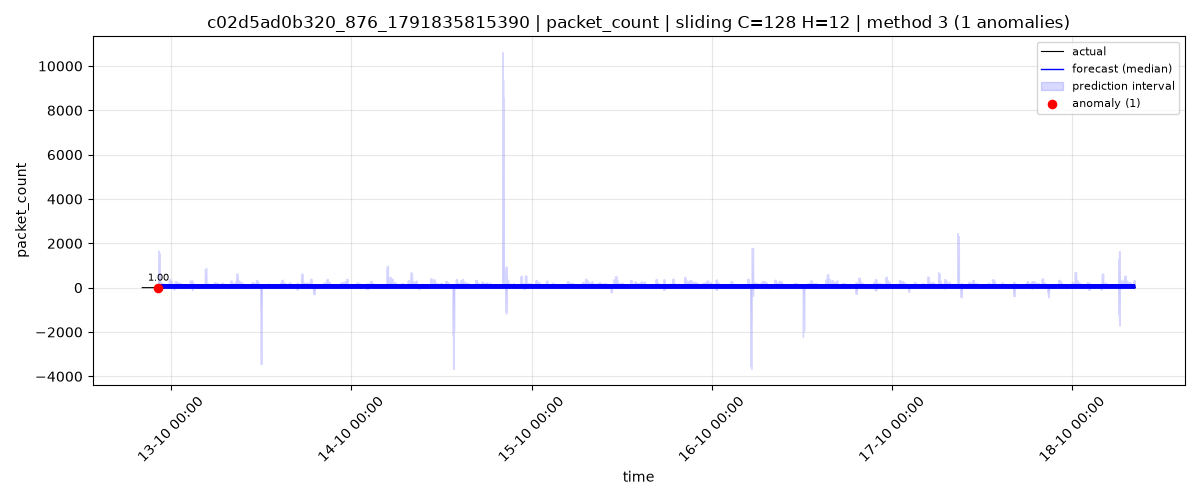 c02d5ad0b320_876_1791835815390 | packet_count | sliding C=128 H=12 | method 3 (1 anomalies)
actual
forecast (median)
prediction interval
anomaly (1)
packet_count
10000
8000
6000
4000
2000
0
−2000
−4000
1.00
13-10 00:00
14-10 00:00
15-10 00:00
16-10 00:00
17-10 00:00
18-10 00:00
time